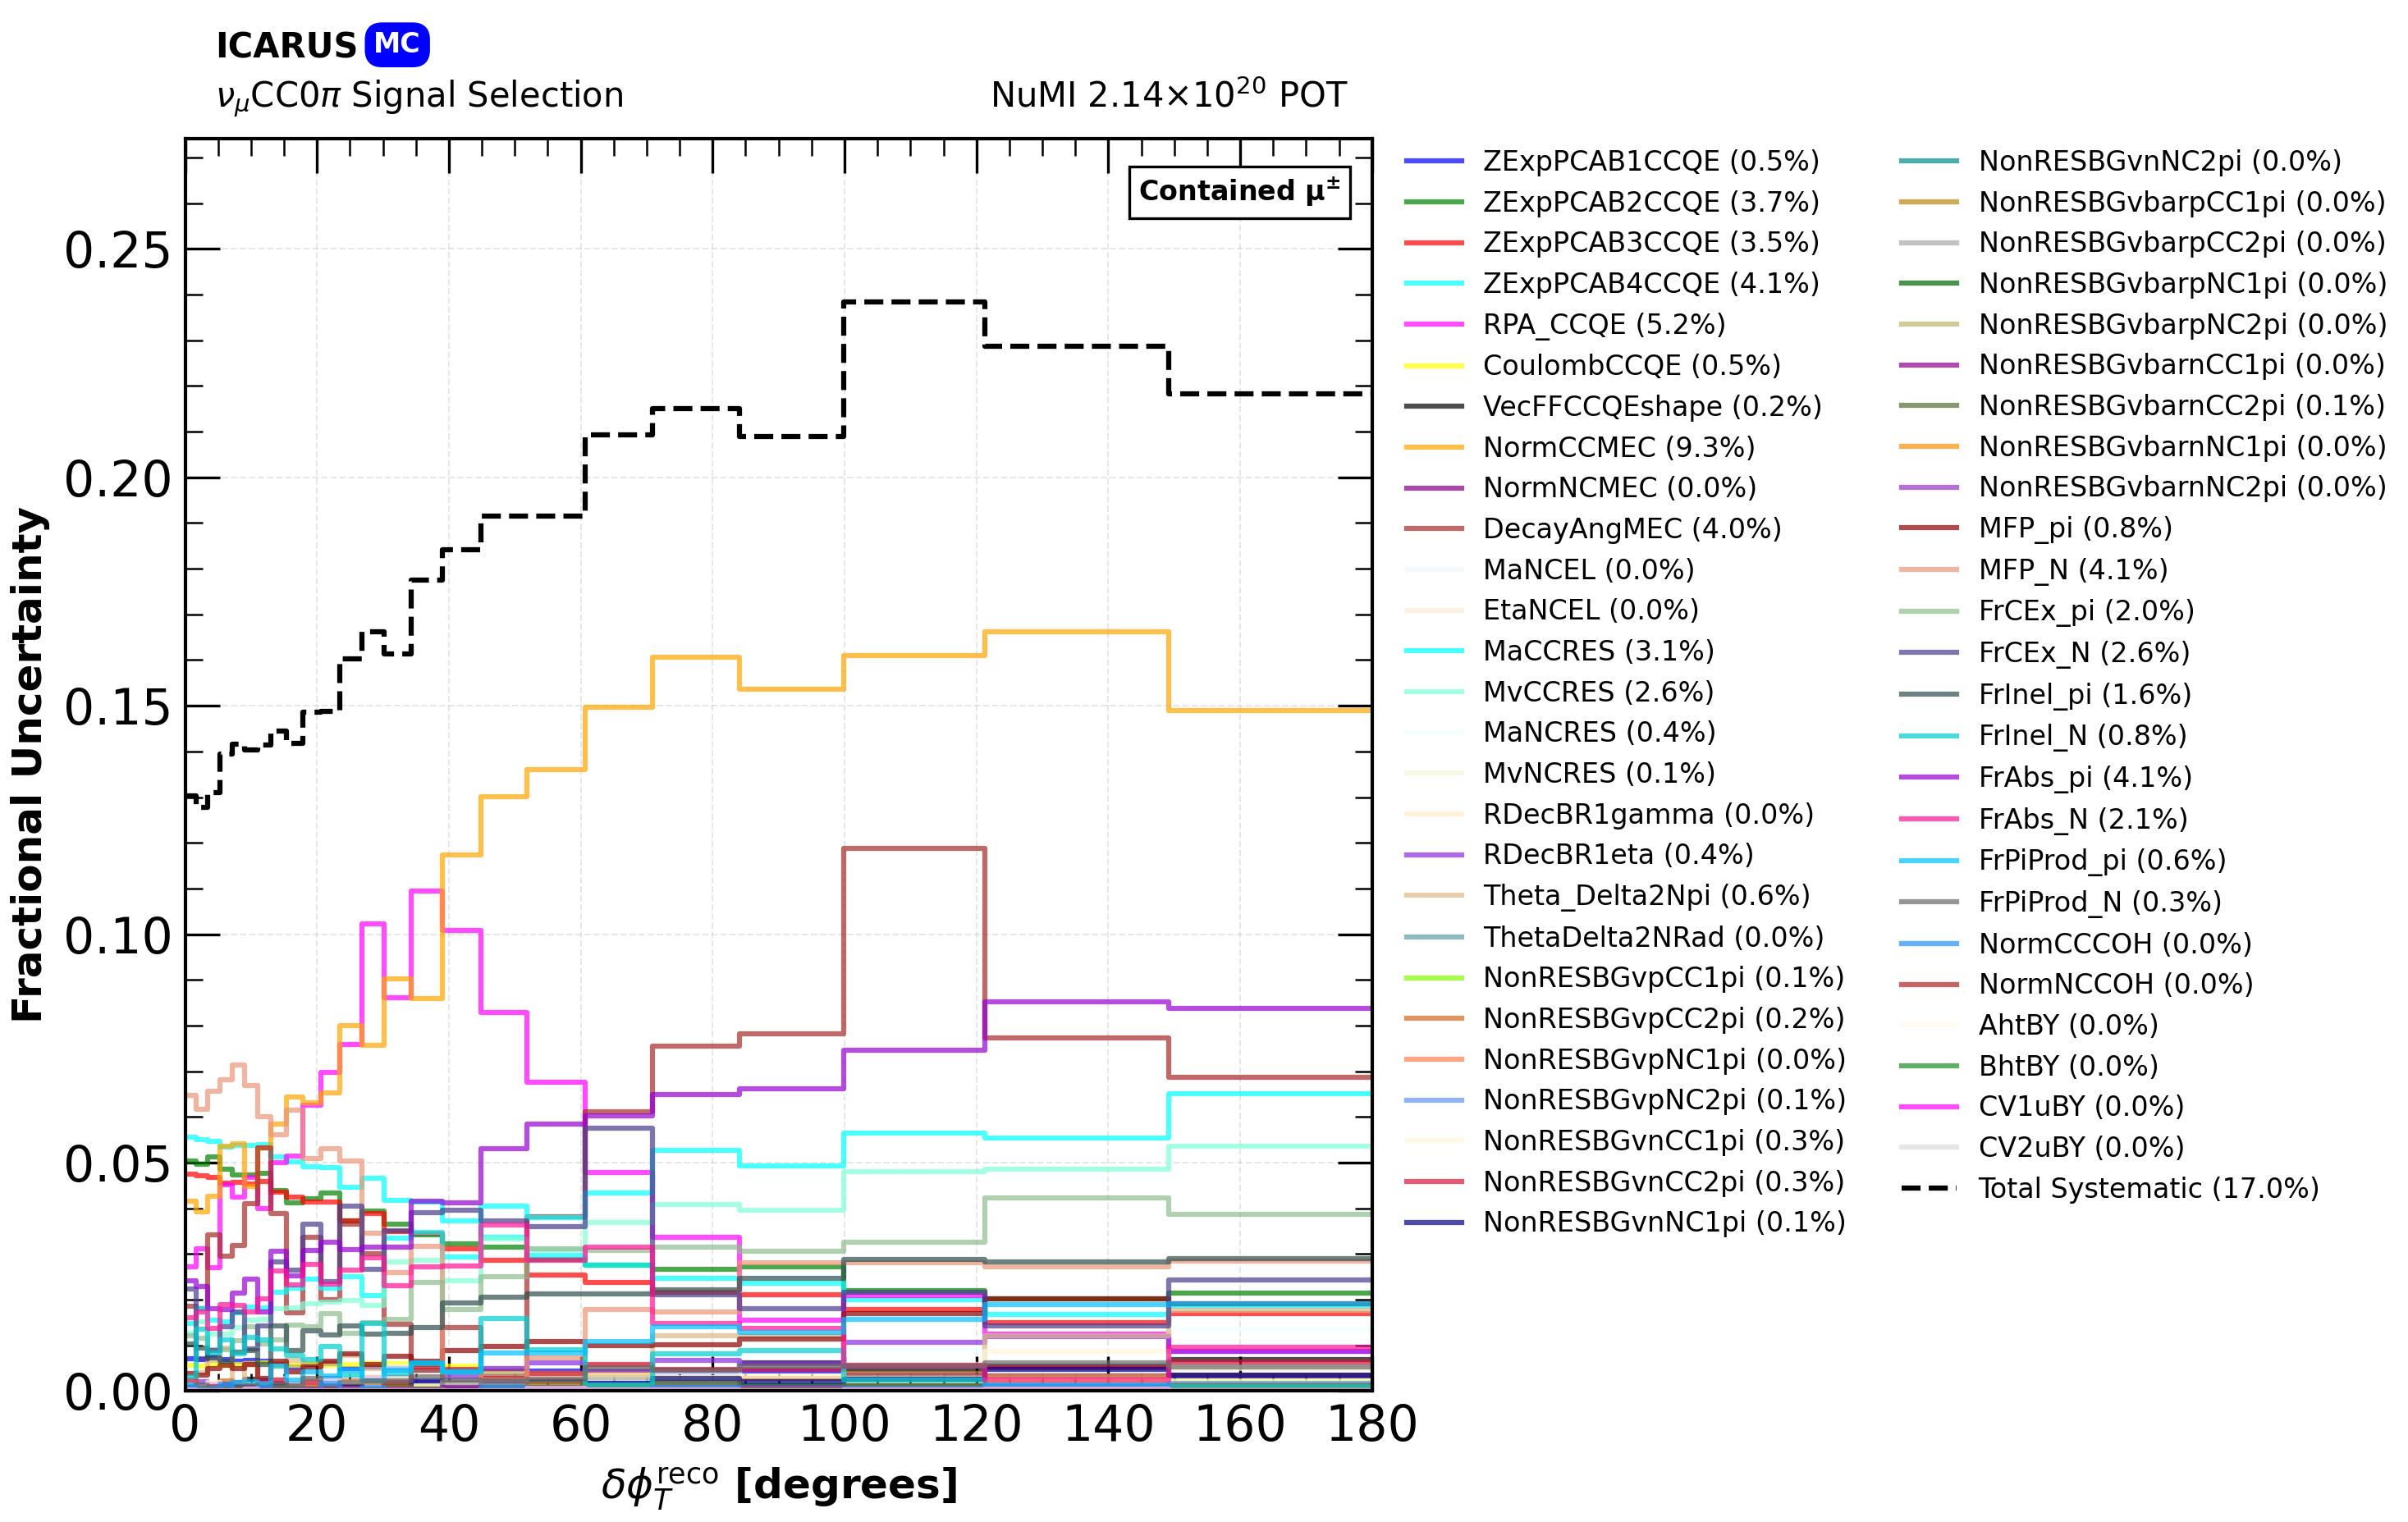 ICARUS MC
νμCC0π Signal Selection
NuMI 2.14×10²⁰ POT
Contained μ±
Fractional Uncertainty
0.25
0.20
0.15
0.10
0.05
0.00
0 20 40 60 80 100 120 140 160 180
δϕ_T^reco [degrees]
ZExpPCAB1CCQE (0.5%)
ZExpPCAB2CCQE (3.7%)
ZExpPCAB3CCQE (3.5%)
ZExpPCAB4CCQE (4.1%)
RPA_CCQE (5.2%)
CoulombCCQE (0.5%)
VecFFCCQEshape (0.2%)
NormCCMEC (9.3%)
NormNCMEC (0.0%)
DecayAngMEC (4.0%)
MaNCEL (0.0%)
EtaNCEL (0.0%)
MaCCRES (3.1%)
MvCCRES (2.6%)
MaNCRES (0.4%)
MvNCRES (0.1%)
RDecBR1gamma (0.0%)
RDecBR1eta (0.4%)
Theta_Delta2Npi (0.6%)
ThetaDelta2NRad (0.0%)
NonRESBGvpCC1pi (0.1%)
NonRESBGvpCC2pi (0.2%)
NonRESBGvpNC1pi (0.0%)
NonRESBGvpNC2pi (0.1%)
NonRESBGvnCC1pi (0.3%)
NonRESBGvnCC2pi (0.3%)
NonRESBGvnNC1pi (0.1%)
NonRESBGvnNC2pi (0.0%)
NonRESBGvbarpCC1pi (0.0%)
NonRESBGvbarpCC2pi (0.0%)
NonRESBGvbarpNC1pi (0.0%)
NonRESBGvbarpNC2pi (0.0%)
NonRESBGvbarnCC1pi (0.0%)
NonRESBGvbarnCC2pi (0.1%)
NonRESBGvbarnNC1pi (0.0%)
NonRESBGvbarnNC2pi (0.0%)
MFP_pi (0.8%)
MFP_N (4.1%)
FrCEx_pi (2.0%)
FrCEx_N (2.6%)
FrInel_pi (1.6%)
FrInel_N (0.8%)
FrAbs_pi (4.1%)
FrAbs_N (2.1%)
FrPiProd_pi (0.6%)
FrPiProd_N (0.3%)
NormCCCOH (0.0%)
NormNCCOH (0.0%)
AhtBY (0.0%)
BhtBY (0.0%)
CV1uBY (0.0%)
CV2uBY (0.0%)
Total Systematic (17.0%)